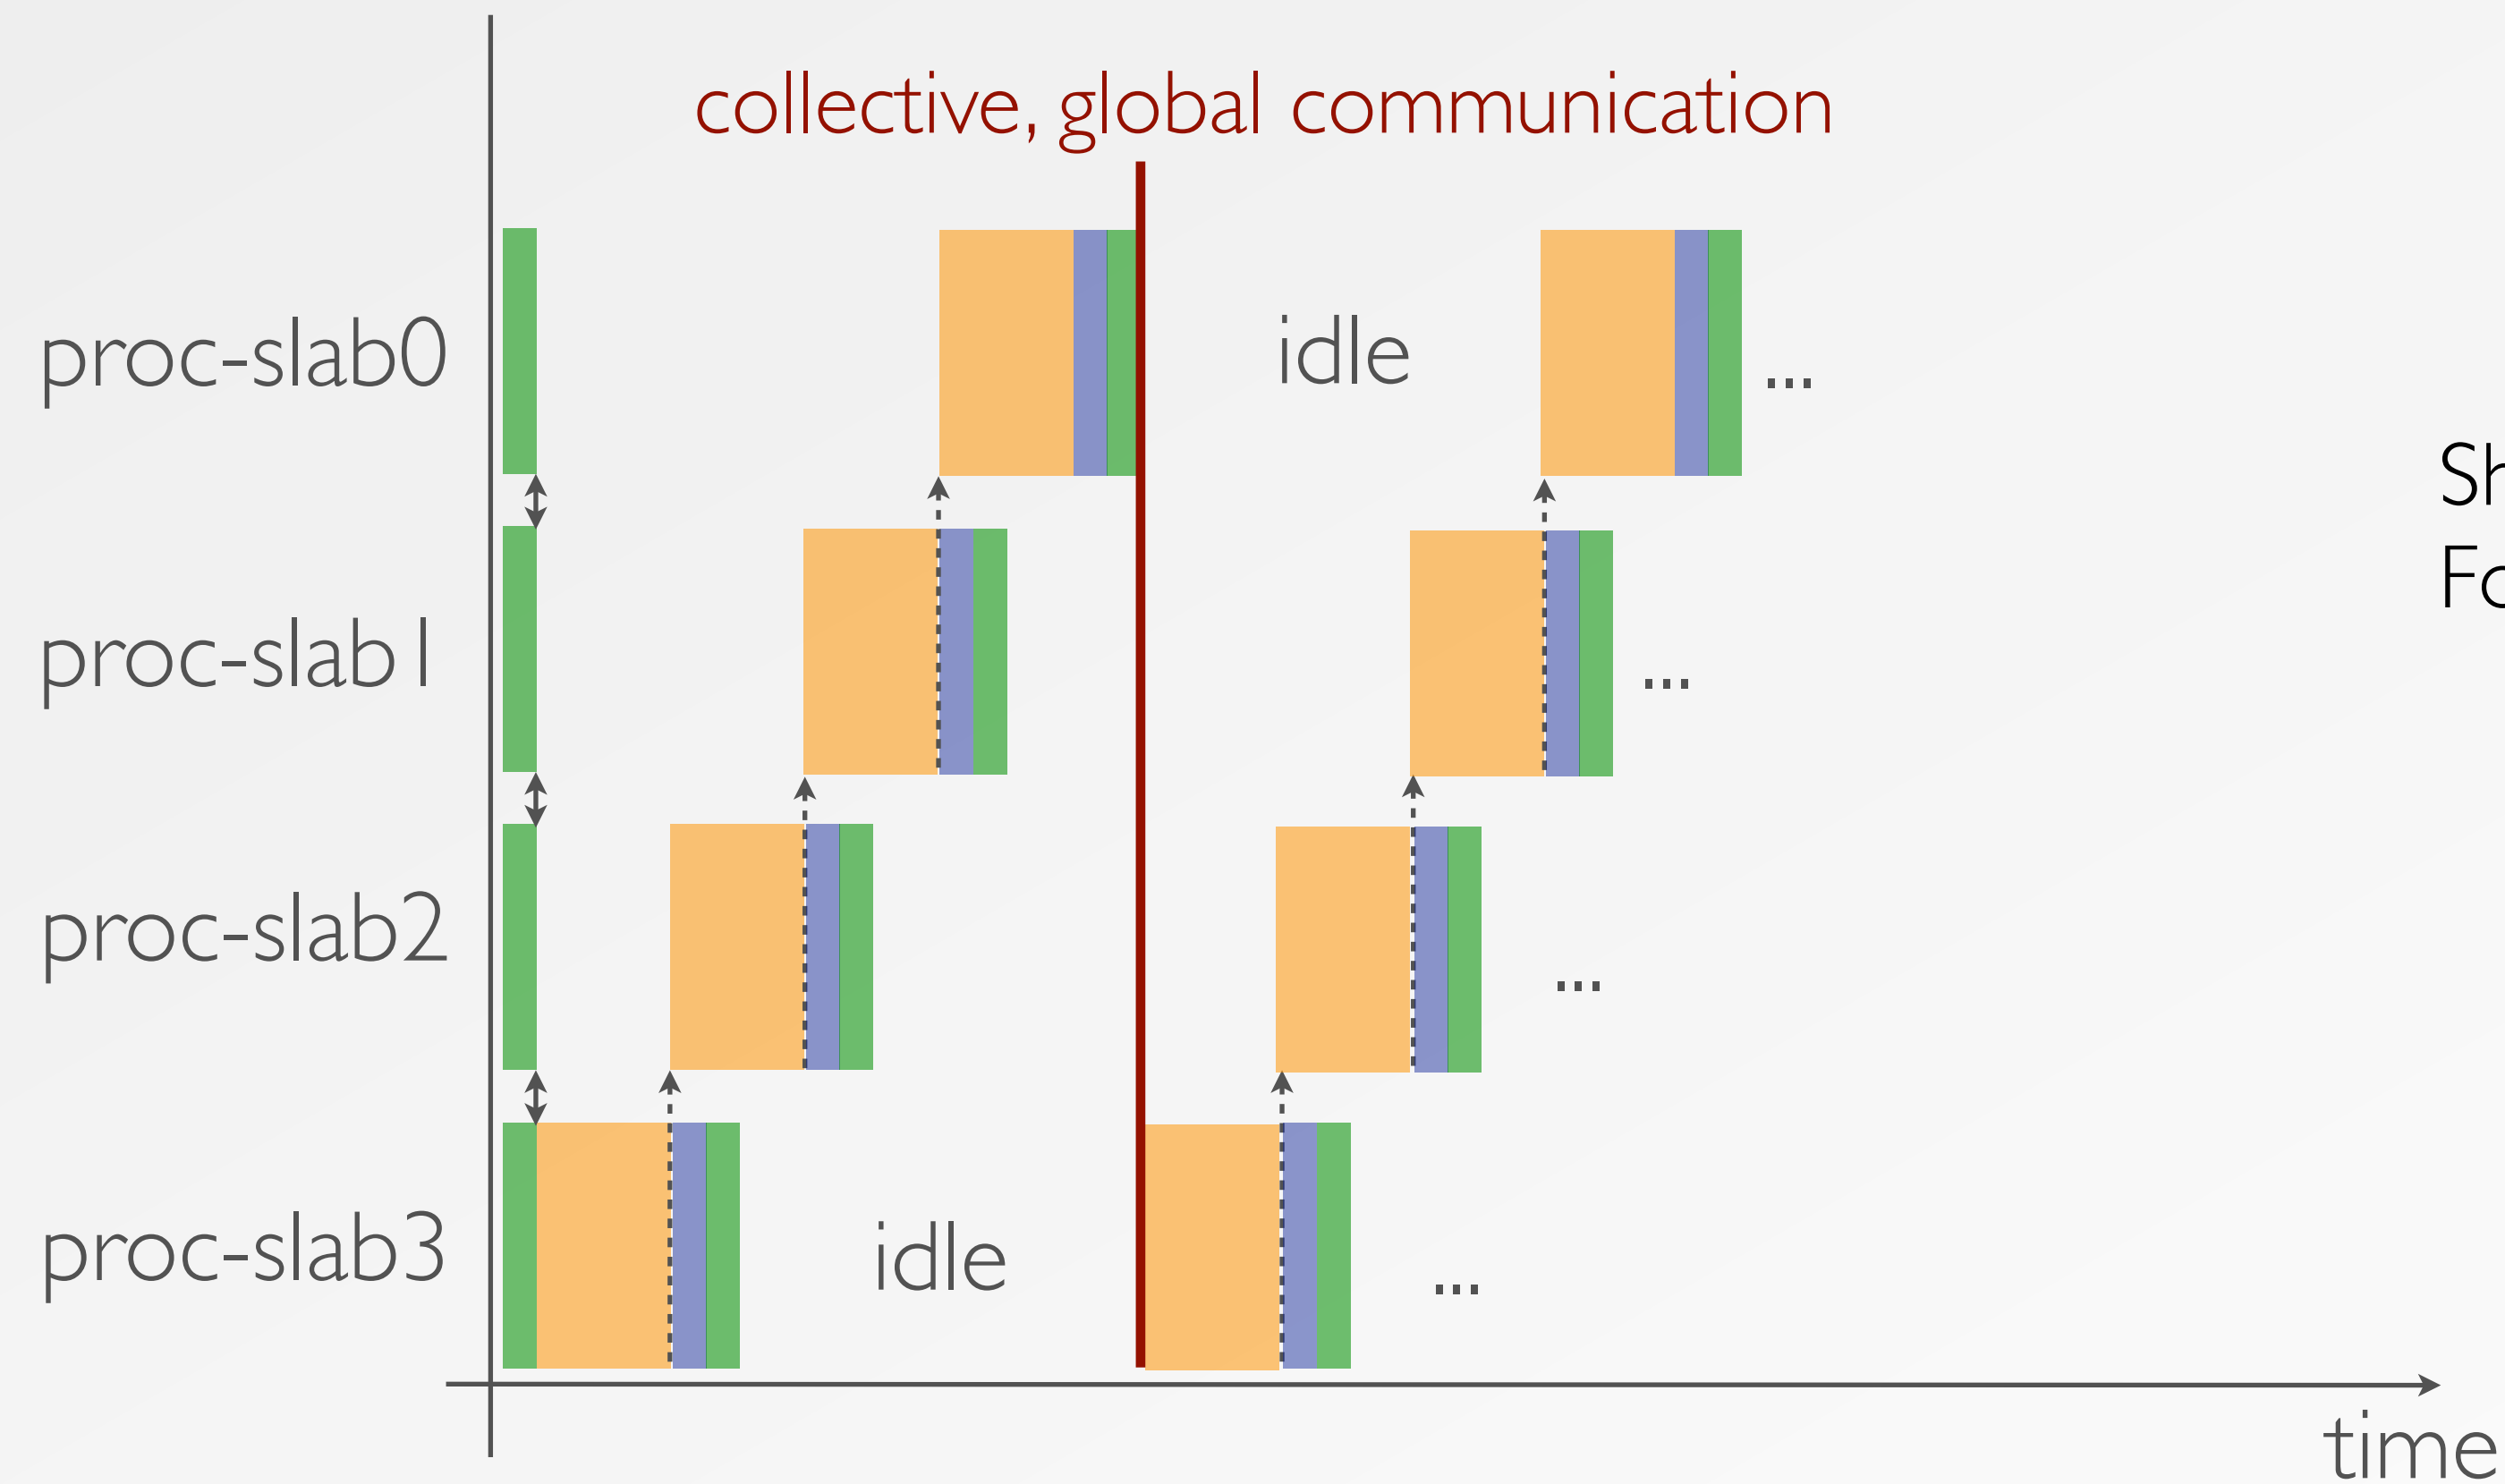 collective, global communication
proc-slab0
idle
...
proc-slab1
...
proc-slab2
...
proc-slab3
idle
...
time